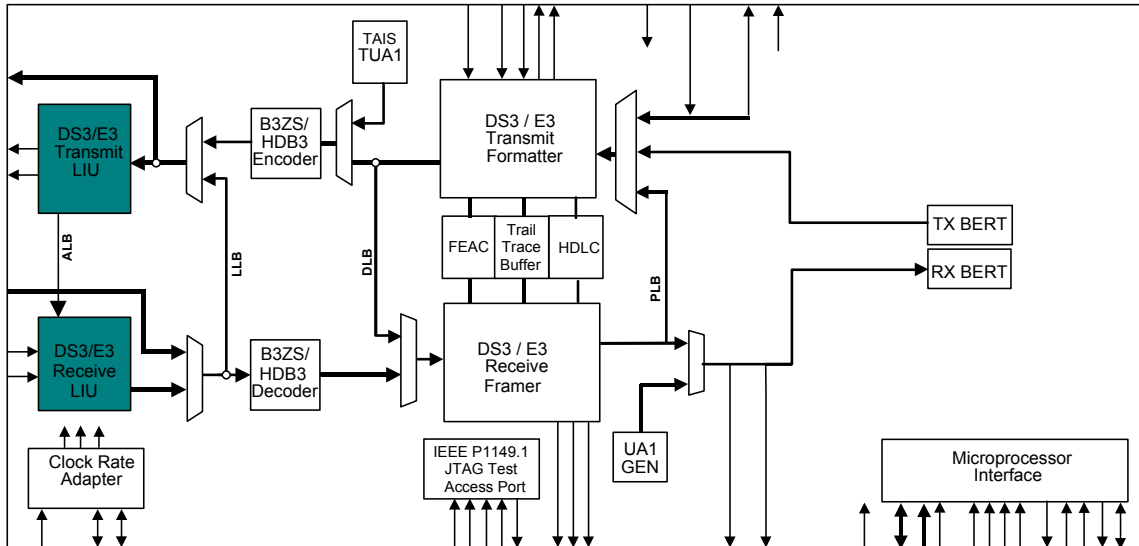 TAIS
TUA1
DS3/E3
Transmit
LIU
B3ZS/
HDB3
Encoder
DS3 / E3
Transmit
Formatter
TX BERT
RX BERT
FEAC
Trail
Trace
Buffer
HDLC
ALB
LLB
DLB
PLB
DS3/E3
Receive
LIU
B3ZS/
HDB3
Decoder
DS3 / E3
Receive
Framer
UA1
GEN
Clock Rate
Adapter
IEEE P1149.1
JTAG Test
Access Port
Microprocessor
Interface